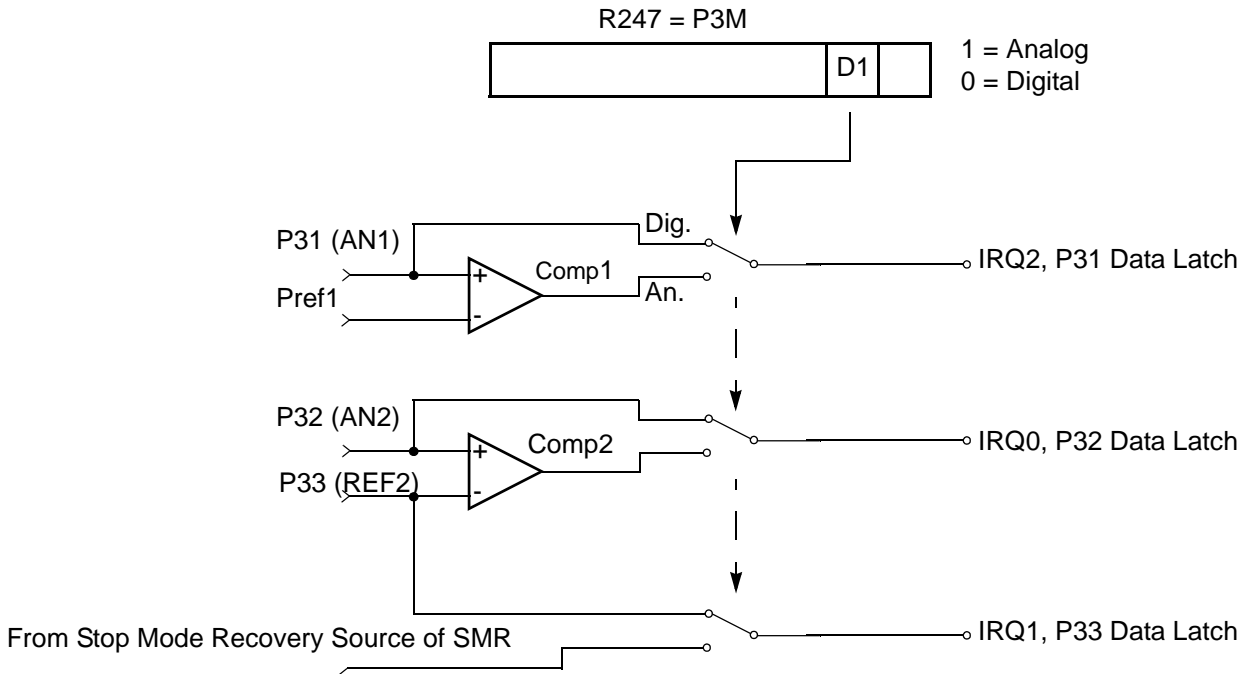 R247 = P3M
D1
1 = Analog
0 = Digital
P31 (AN1)
Dig.
IRQ2, P31 Data Latch
+
Comp1
Pref1
-
An.
P32 (AN2)
IRQ0, P32 Data Latch
+
Comp2
P33 (REF2)
-
From Stop Mode Recovery Source of SMR
IRQ1, P33 Data Latch